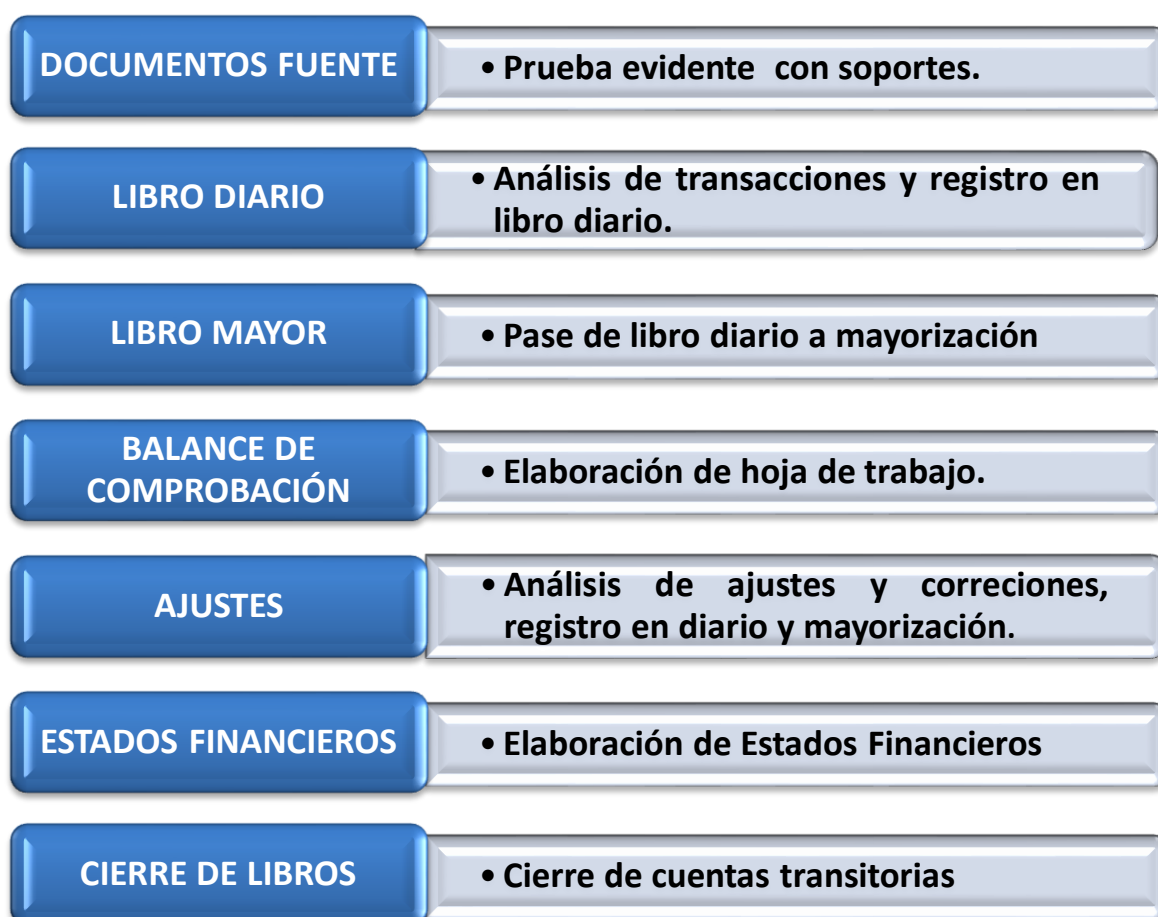 DOCUMENTOS FUENTE
• Prueba evidente con soportes.
LIBRO DIARIO
• Análisis de transacciones y registro en
libro diario.
LIBRO MAYOR
• Pase de libro diario a mayorización
BALANCE DE
COMPROBACIÓN
• Elaboración de hoja de trabajo.
AJUSTES
• Análisis de ajustes y correciones,
registro en diario y mayorización.
ESTADOS FINANCIEROS
• Elaboración de Estados Financieros
CIERRE DE LIBROS
• Cierre de cuentas transitorias